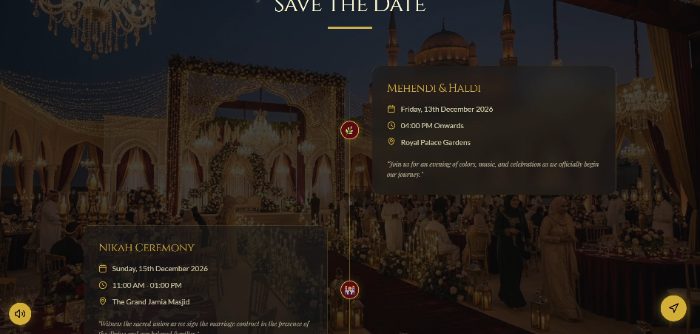 SAVE THE DATE
MEHENDI & HALDI
Friday, 13th December 2026
04:00 PM Onwards
Royal Palace Gardens
"Join us for an evening of colors, music, and celebration as we officially begin
our journey."
NIKAH CEREMONY
Sunday, 15th December 2026
11:00 AM - 01:00 PM
The Grand Jamia Masjid
"Witness the sacred union as we sign the marriage contract in the presence of